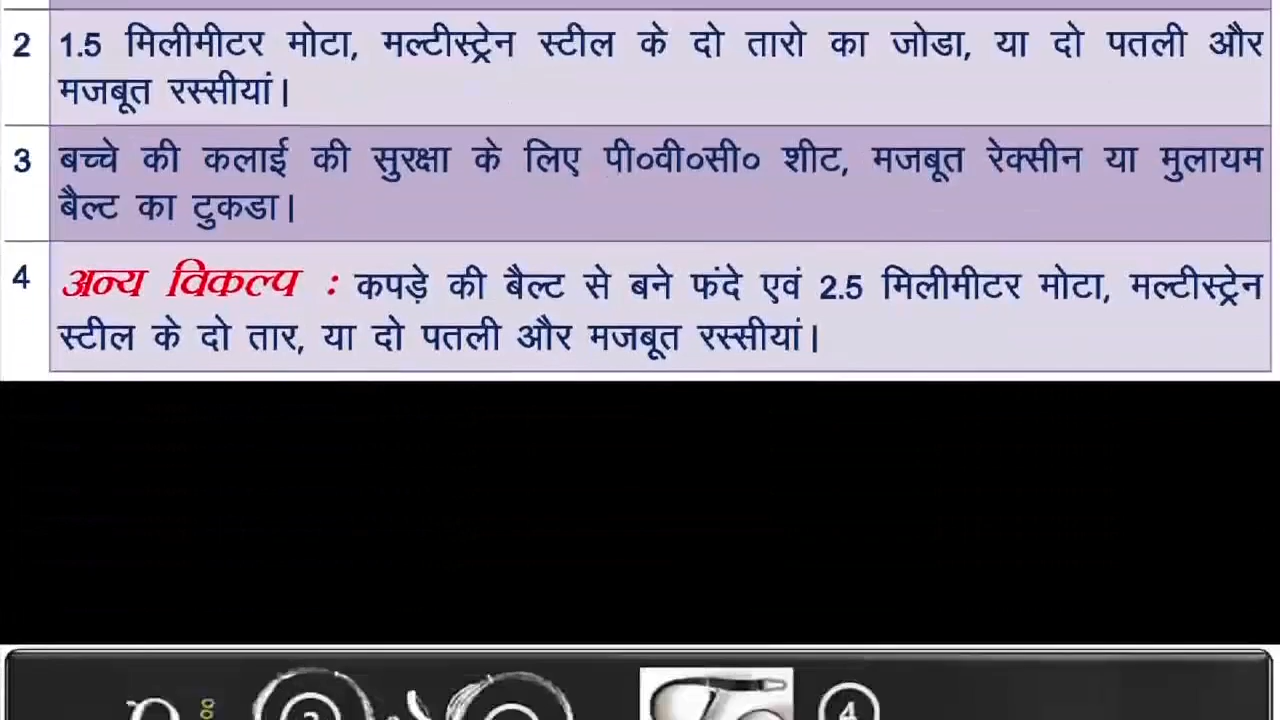 2 1.5 मिलीमीटर मोटा, मल्टीस्ट्रेन स्टील के दो तारो का जोडा, या दो पतली और
मजबूत रस्सीयां।
3 बच्चे की कलाई की सुरक्षा के लिए पी०वी०सी० शीट, मजबूत रेक्सीन या मुलायम
बैल्ट का टुकडा।
4 अन्य विकल्प : कपड़े की बैल्ट से बने फंदे एवं 2.5 मिलीमीटर मोटा, मल्टीस्ट्रेन
स्टील के दो तार, या दो पतली और मजबूत रस्सीयां।
4